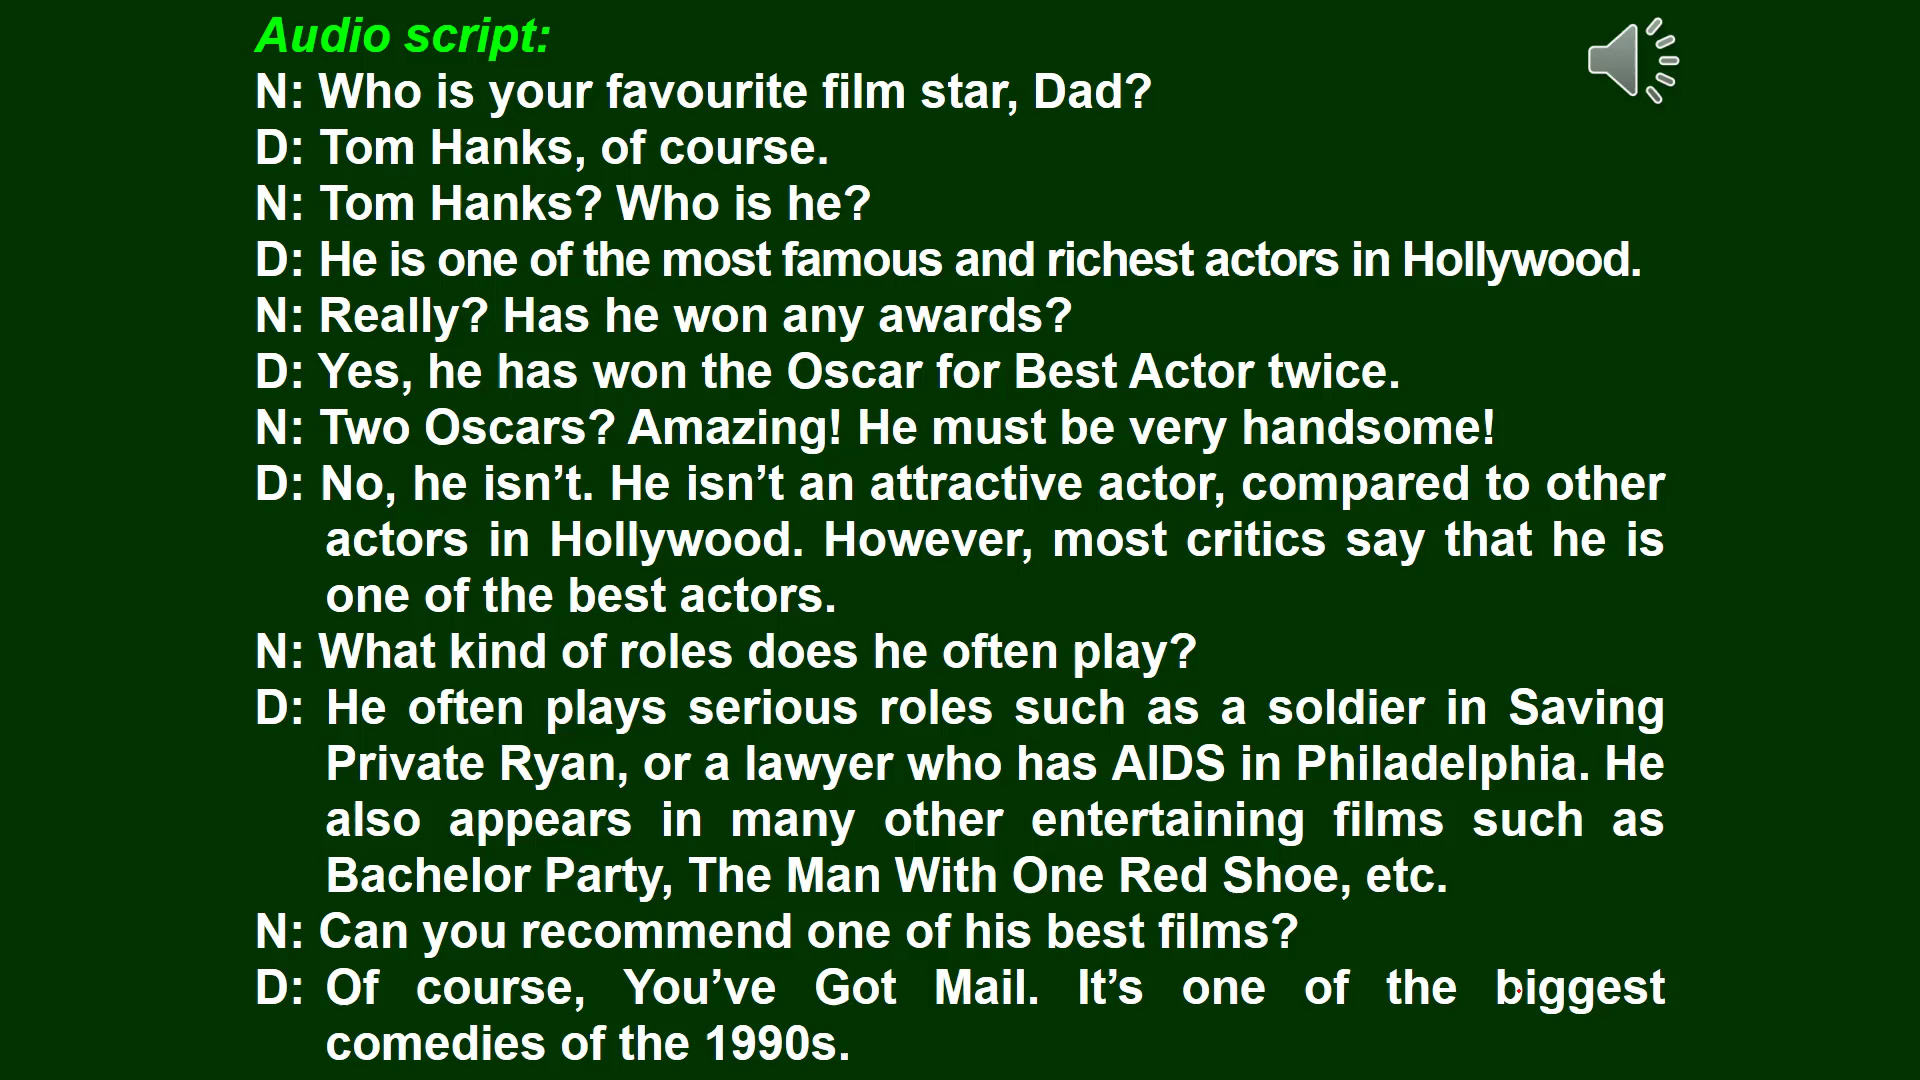 Audio script:
N: Who is your favourite film star, Dad?
D: Tom Hanks, of course.
N: Tom Hanks? Who is he?
D: He is one of the most famous and richest actors in Hollywood.
N: Really? Has he won any awards?
D: Yes, he has won the Oscar for Best Actor twice.
N: Two Oscars? Amazing! He must be very handsome!
D: No, he isn’t. He isn’t an attractive actor, compared to other
actors in Hollywood. However, most critics say that he is
one of the best actors.
N: What kind of roles does he often play?
D: He often plays serious roles such as a soldier in Saving
Private Ryan, or a lawyer who has AIDS in Philadelphia. He
also appears in many other entertaining films such as
Bachelor Party, The Man With One Red Shoe, etc.
N: Can you recommend one of his best films?
D: Of course, You’ve Got Mail. It’s one of the biggest
comedies of the 1990s.